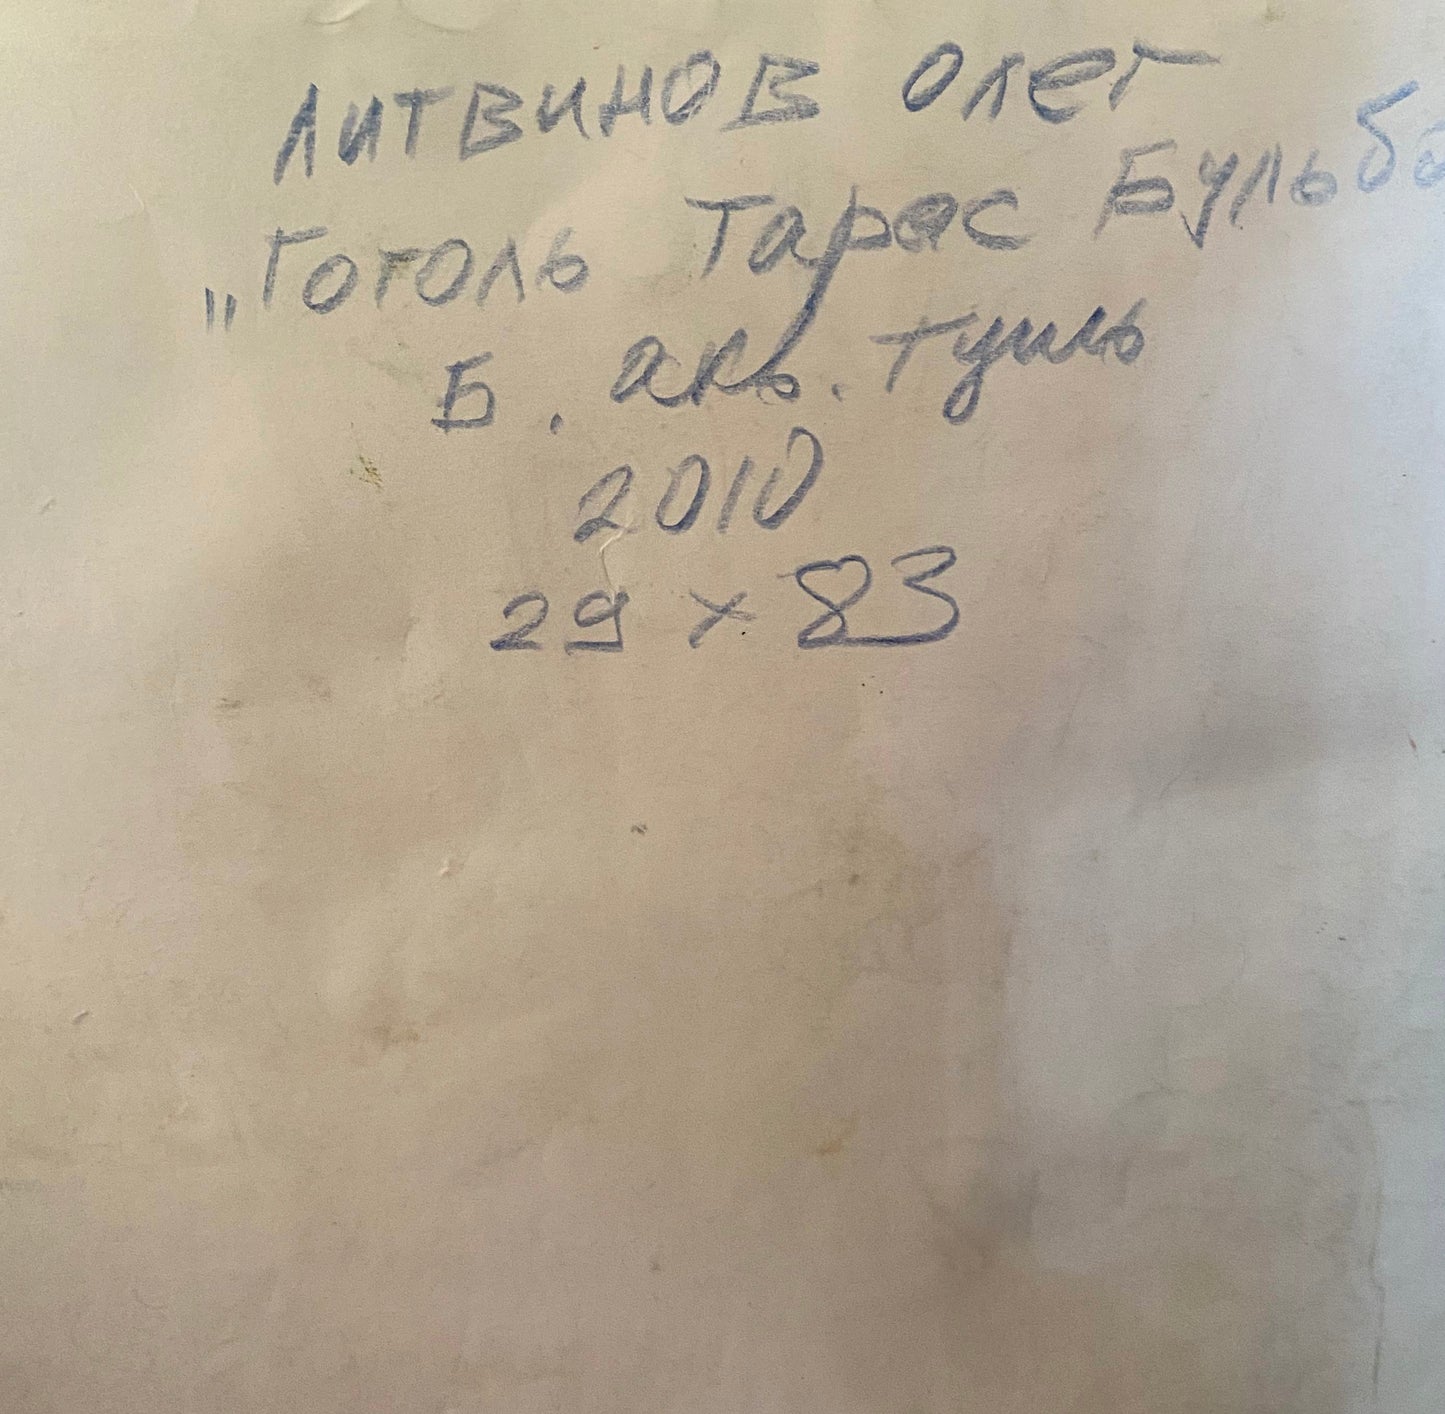 Литвинов Олег
„Гоголь Тарас Бульба
Б. акв. тушь
2010
29 x 83